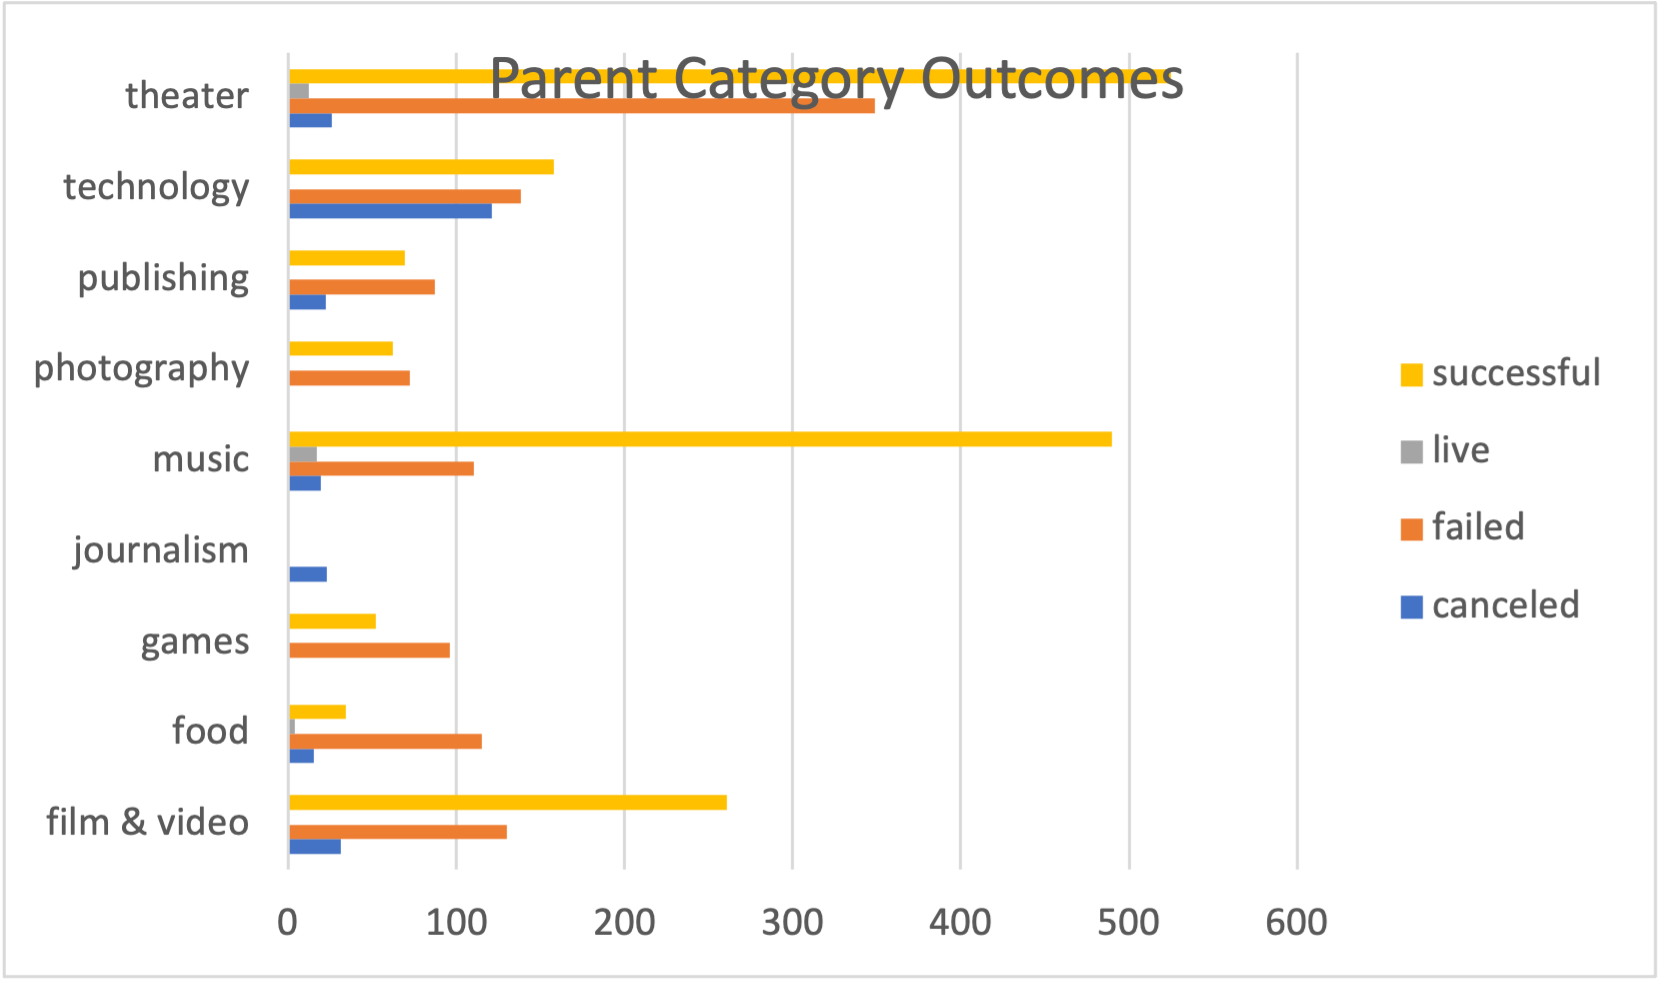 Parent Category Outcomes
theater
technology
publishing
photography
music
journalism
games
food
film & video
0 100 200 300 400 500 600
successful
live
failed
canceled